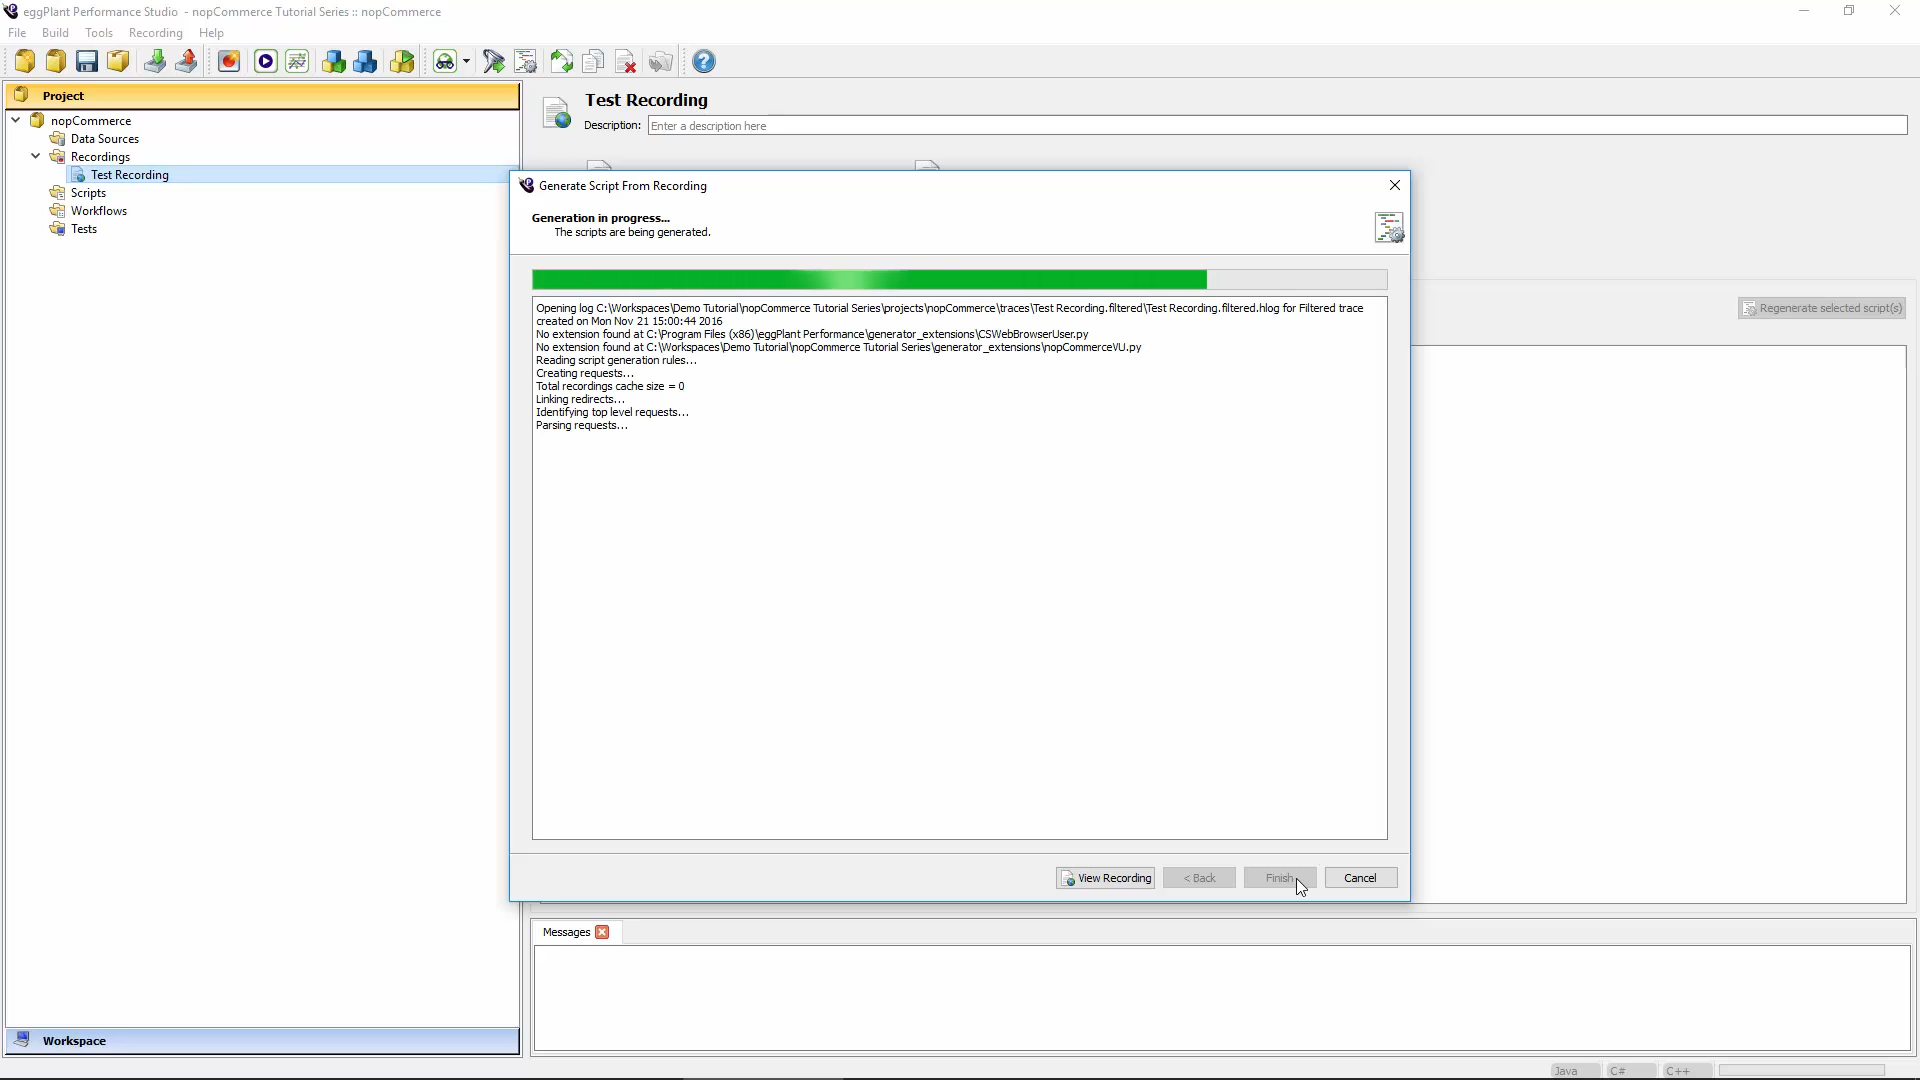 eggPlant Performance Studio - nopCommerce Tutorial Series :: nopCommerce
File Build Tools Recording Help
Project
nopCommerce
Data Sources
Recordings
Test Recording
Scripts
Workflows
Tests
Workspace
Test Recording
Description: Enter a description here
Regenerate selected script(s)
Generate Script From Recording
Generation in progress...
The scripts are being generated.
Opening log C:\Workspaces\Demo Tutorial\nopCommerce Tutorial Series\projects\nopCommerce\traces\Test Recording.filtered\Test Recording.filtered.hlog for Filtered trace
created on Mon Nov 21 15:00:44 2016
No extension found at C:\Program Files (x86)\eggPlant Performance\generator_extensions\CSWebBrowserUser.py
No extension found at C:\Workspaces\Demo Tutorial\nopCommerce Tutorial Series\generator_extensions\nopCommerceVU.py
Reading script generation rules...
Creating requests...
Total recordings cache size = 0
Linking redirects...
Identifying top level requests...
Parsing requests...
View Recording < Back Finish Cancel
Messages
Java C# C++